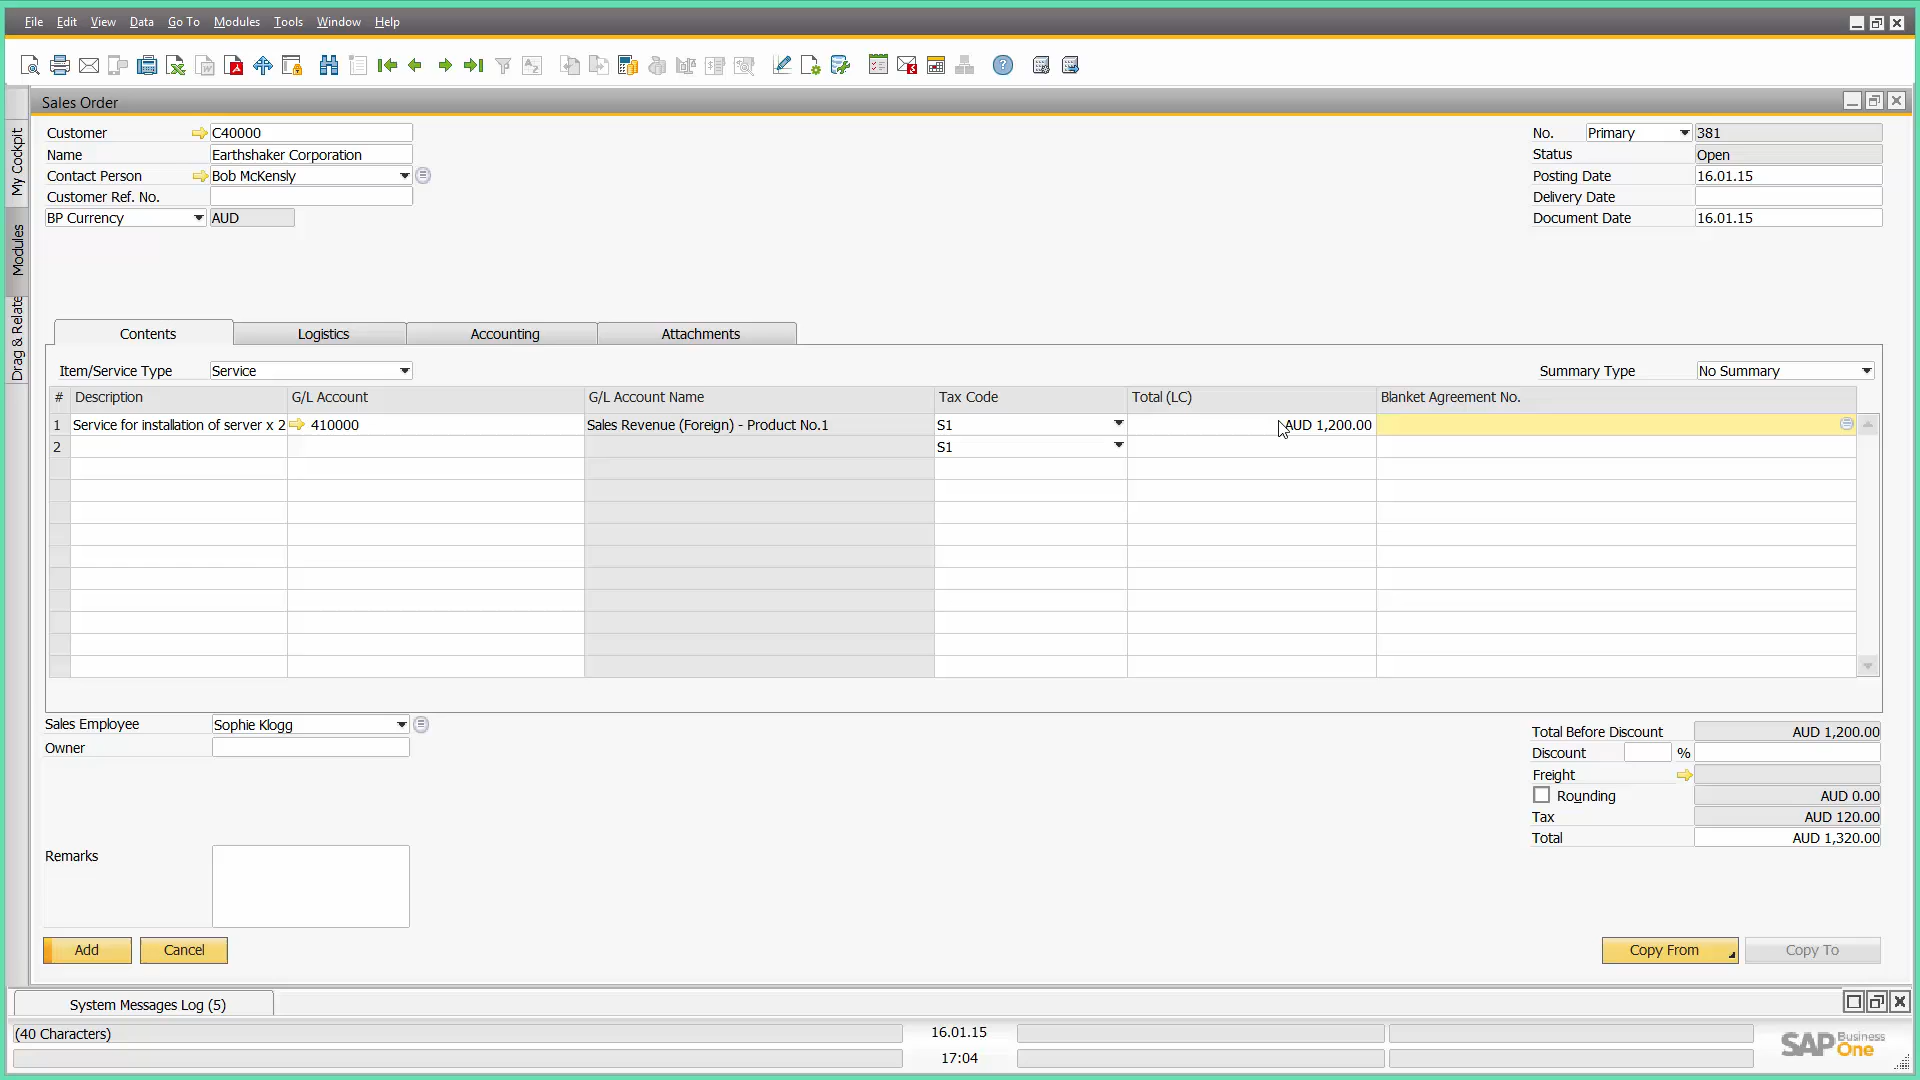 File Edit View Data Go To Modules Tools Window Help
Sales Order
My Cockpit
Modules
Drag & Relate
Customer C40000
Name Earthshaker Corporation
Contact Person Bob McKensly
Customer Ref. No.
BP Currency AUD
No. Primary 381
Status Open
Posting Date 16.01.15
Delivery Date
Document Date 16.01.15
Contents Logistics Accounting Attachments
Item/Service Type Service
Summary Type No Summary
# Description G/L Account G/L Account Name Tax Code Total (LC) Blanket Agreement No.
1 Service for installation of server x 2 410000 Sales Revenue (Foreign) - Product No.1 S1 AUD 1,200.00
2 S1
Sales Employee Sophie Klogg
Owner
Remarks
Total Before Discount AUD 1,200.00
Discount %
Freight
Rounding AUD 0.00
Tax AUD 120.00
Total AUD 1,320.00
Add Cancel
Copy From Copy To
System Messages Log (5)
(40 Characters) 16.01.15
17:04
SAP Business One